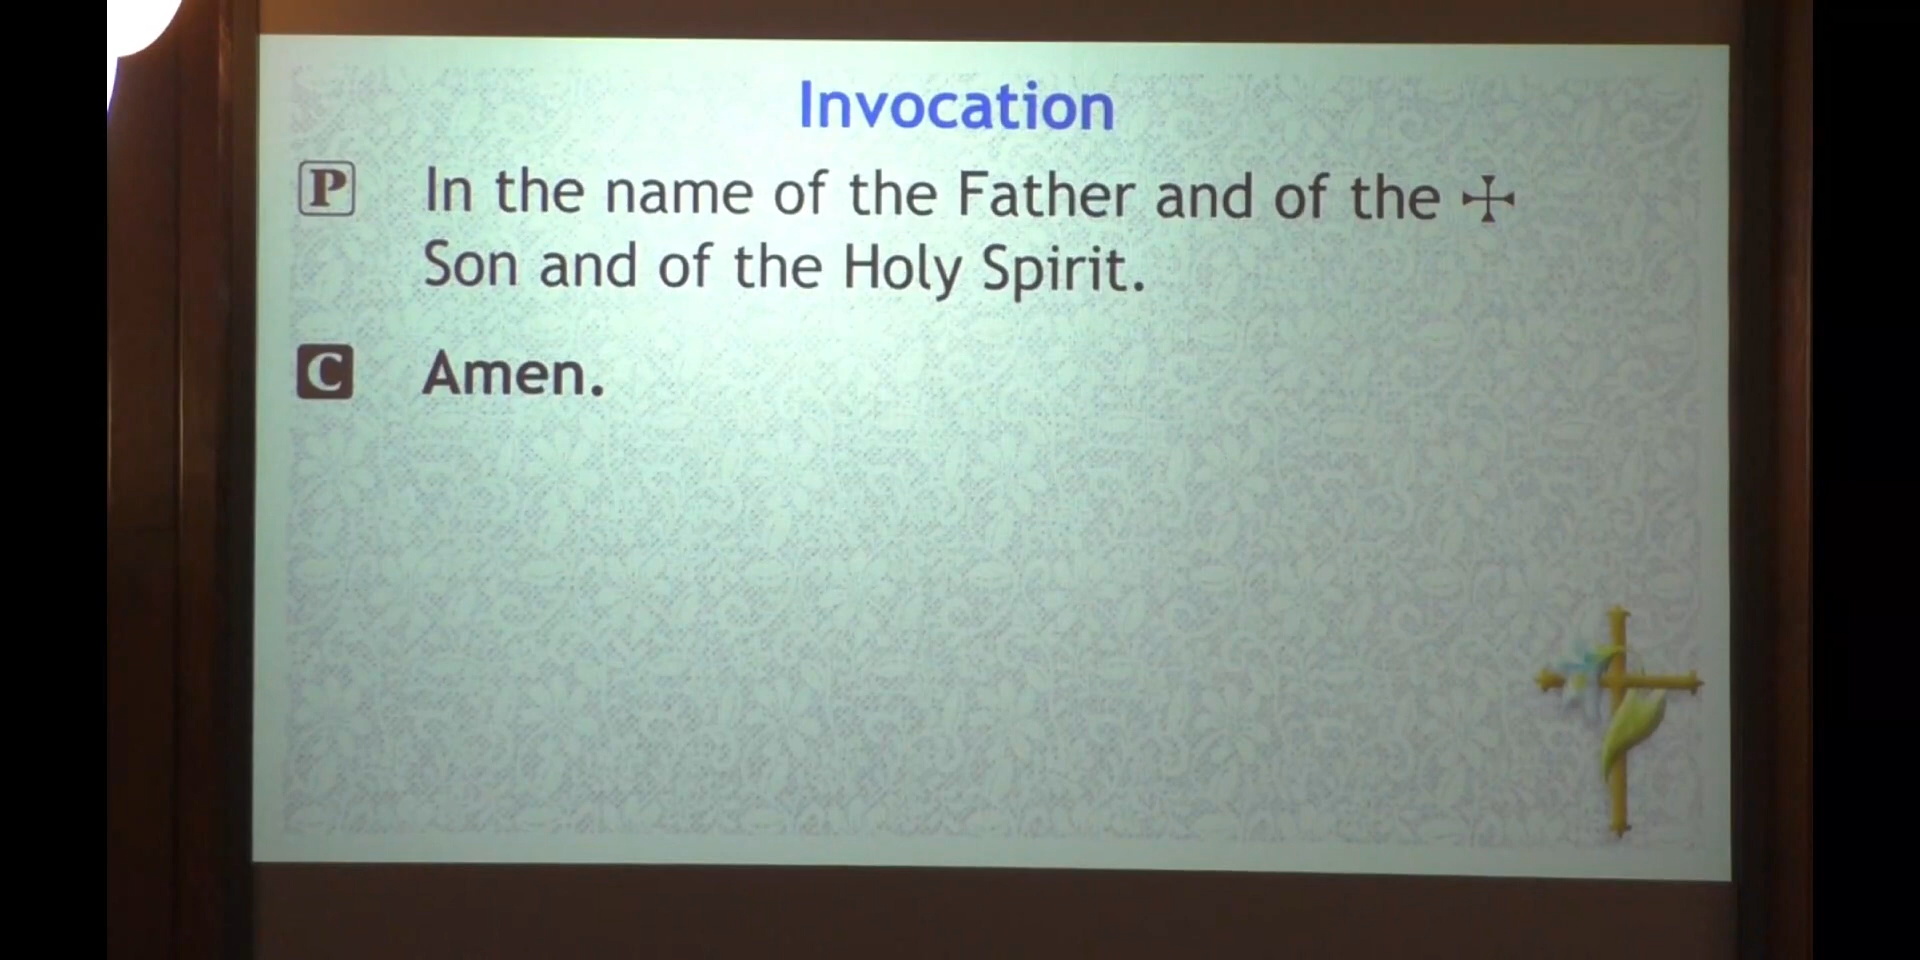 Invocation
P In the name of the Father and of the ☩
Son and of the Holy Spirit.
C Amen.